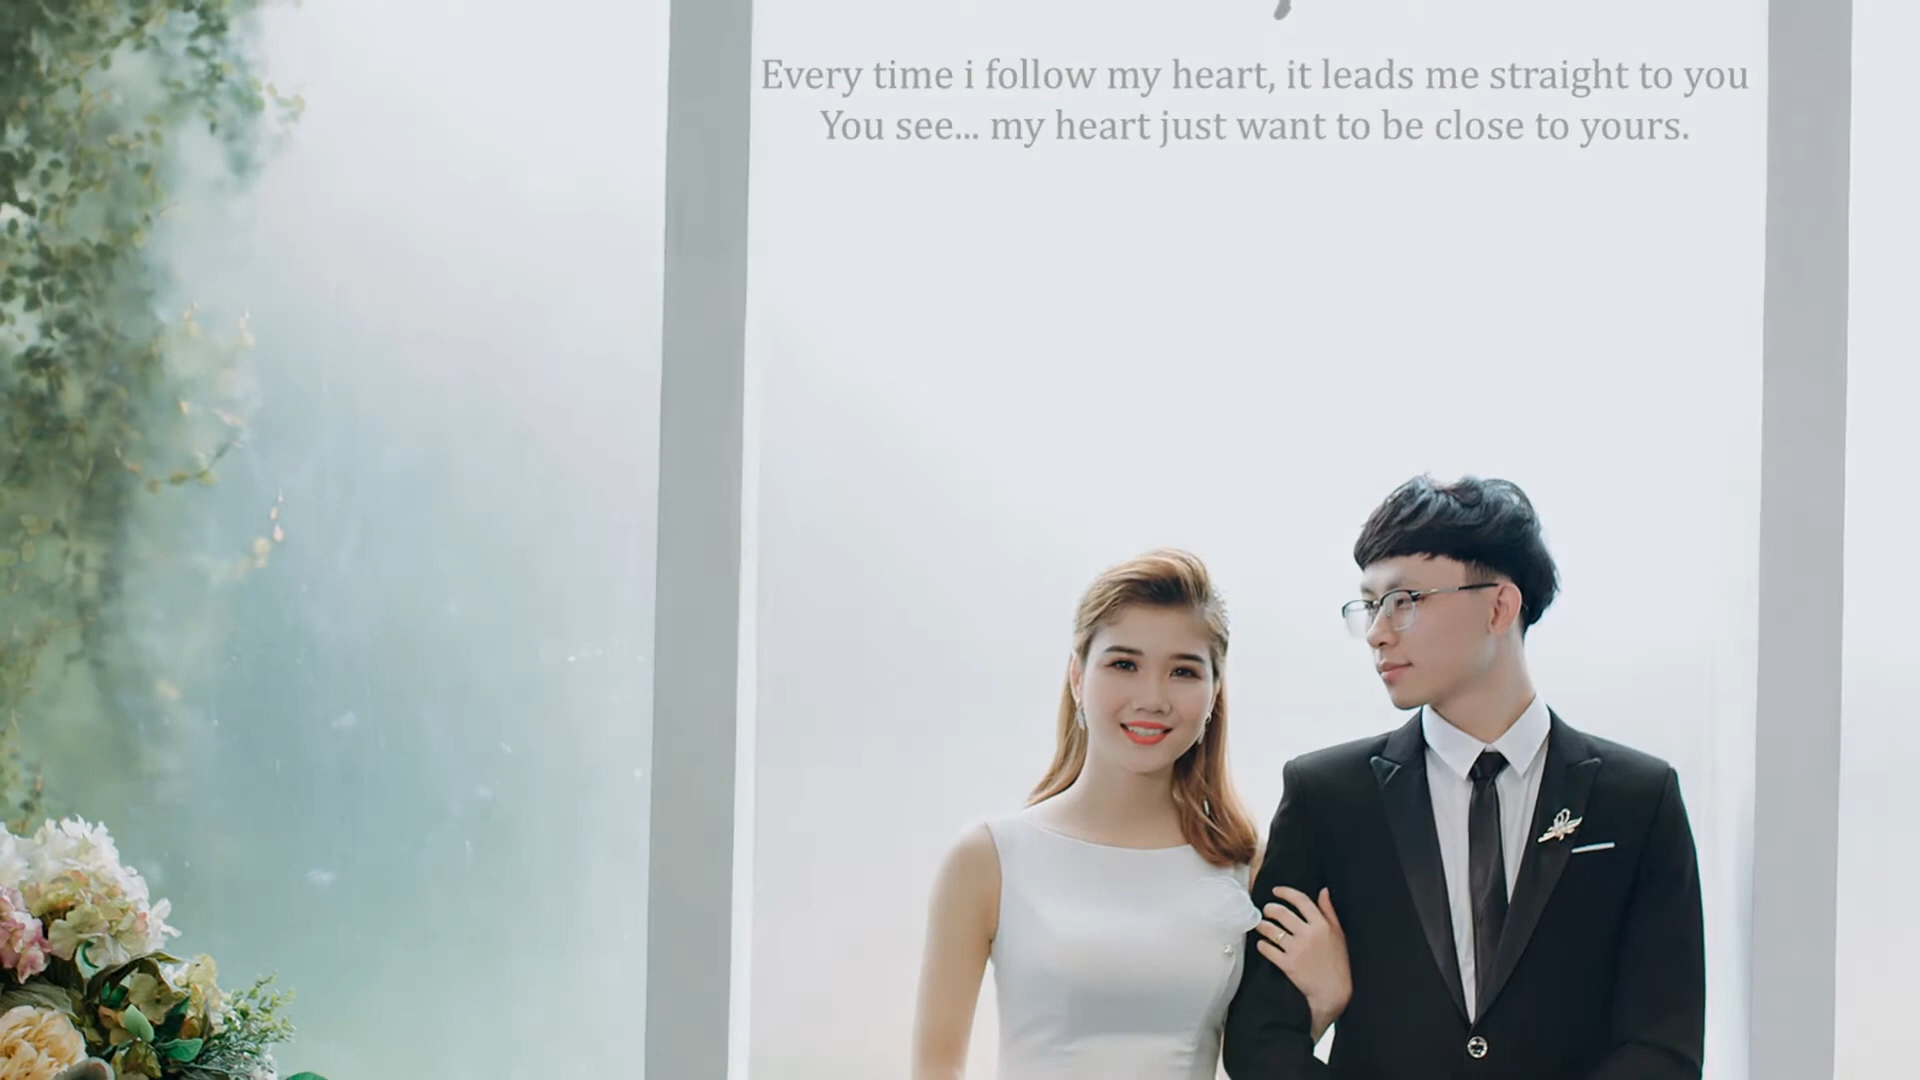 Every time i follow my heart, it leads me straight to you
You see... my heart just want to be close to yours.